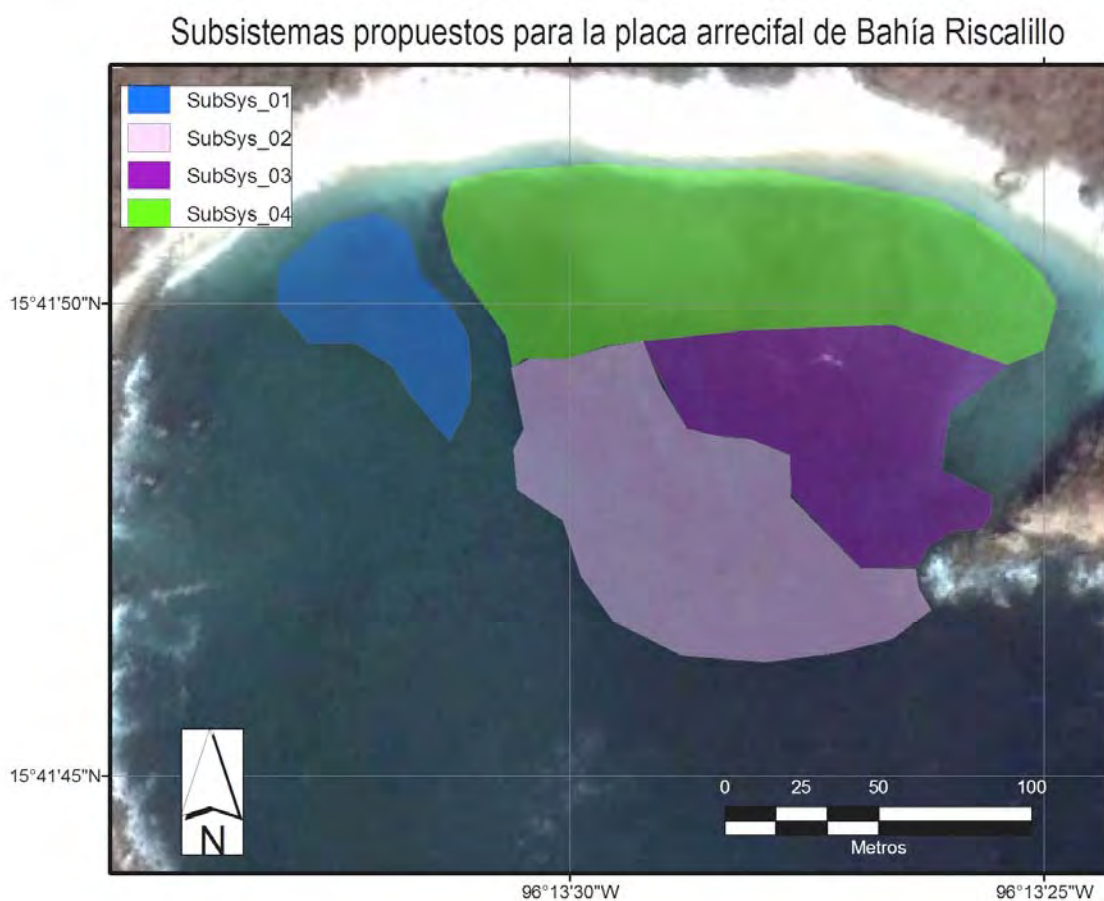 Subsistemas propuestos para la placa arrecifal de Bahía Riscalillo
SubSys_01
SubSys_02
SubSys_03
SubSys_04
15°41'50"N
15°41'45"N
N
0 25 50 100
Metros
96°13'30"W 96°13'25"W